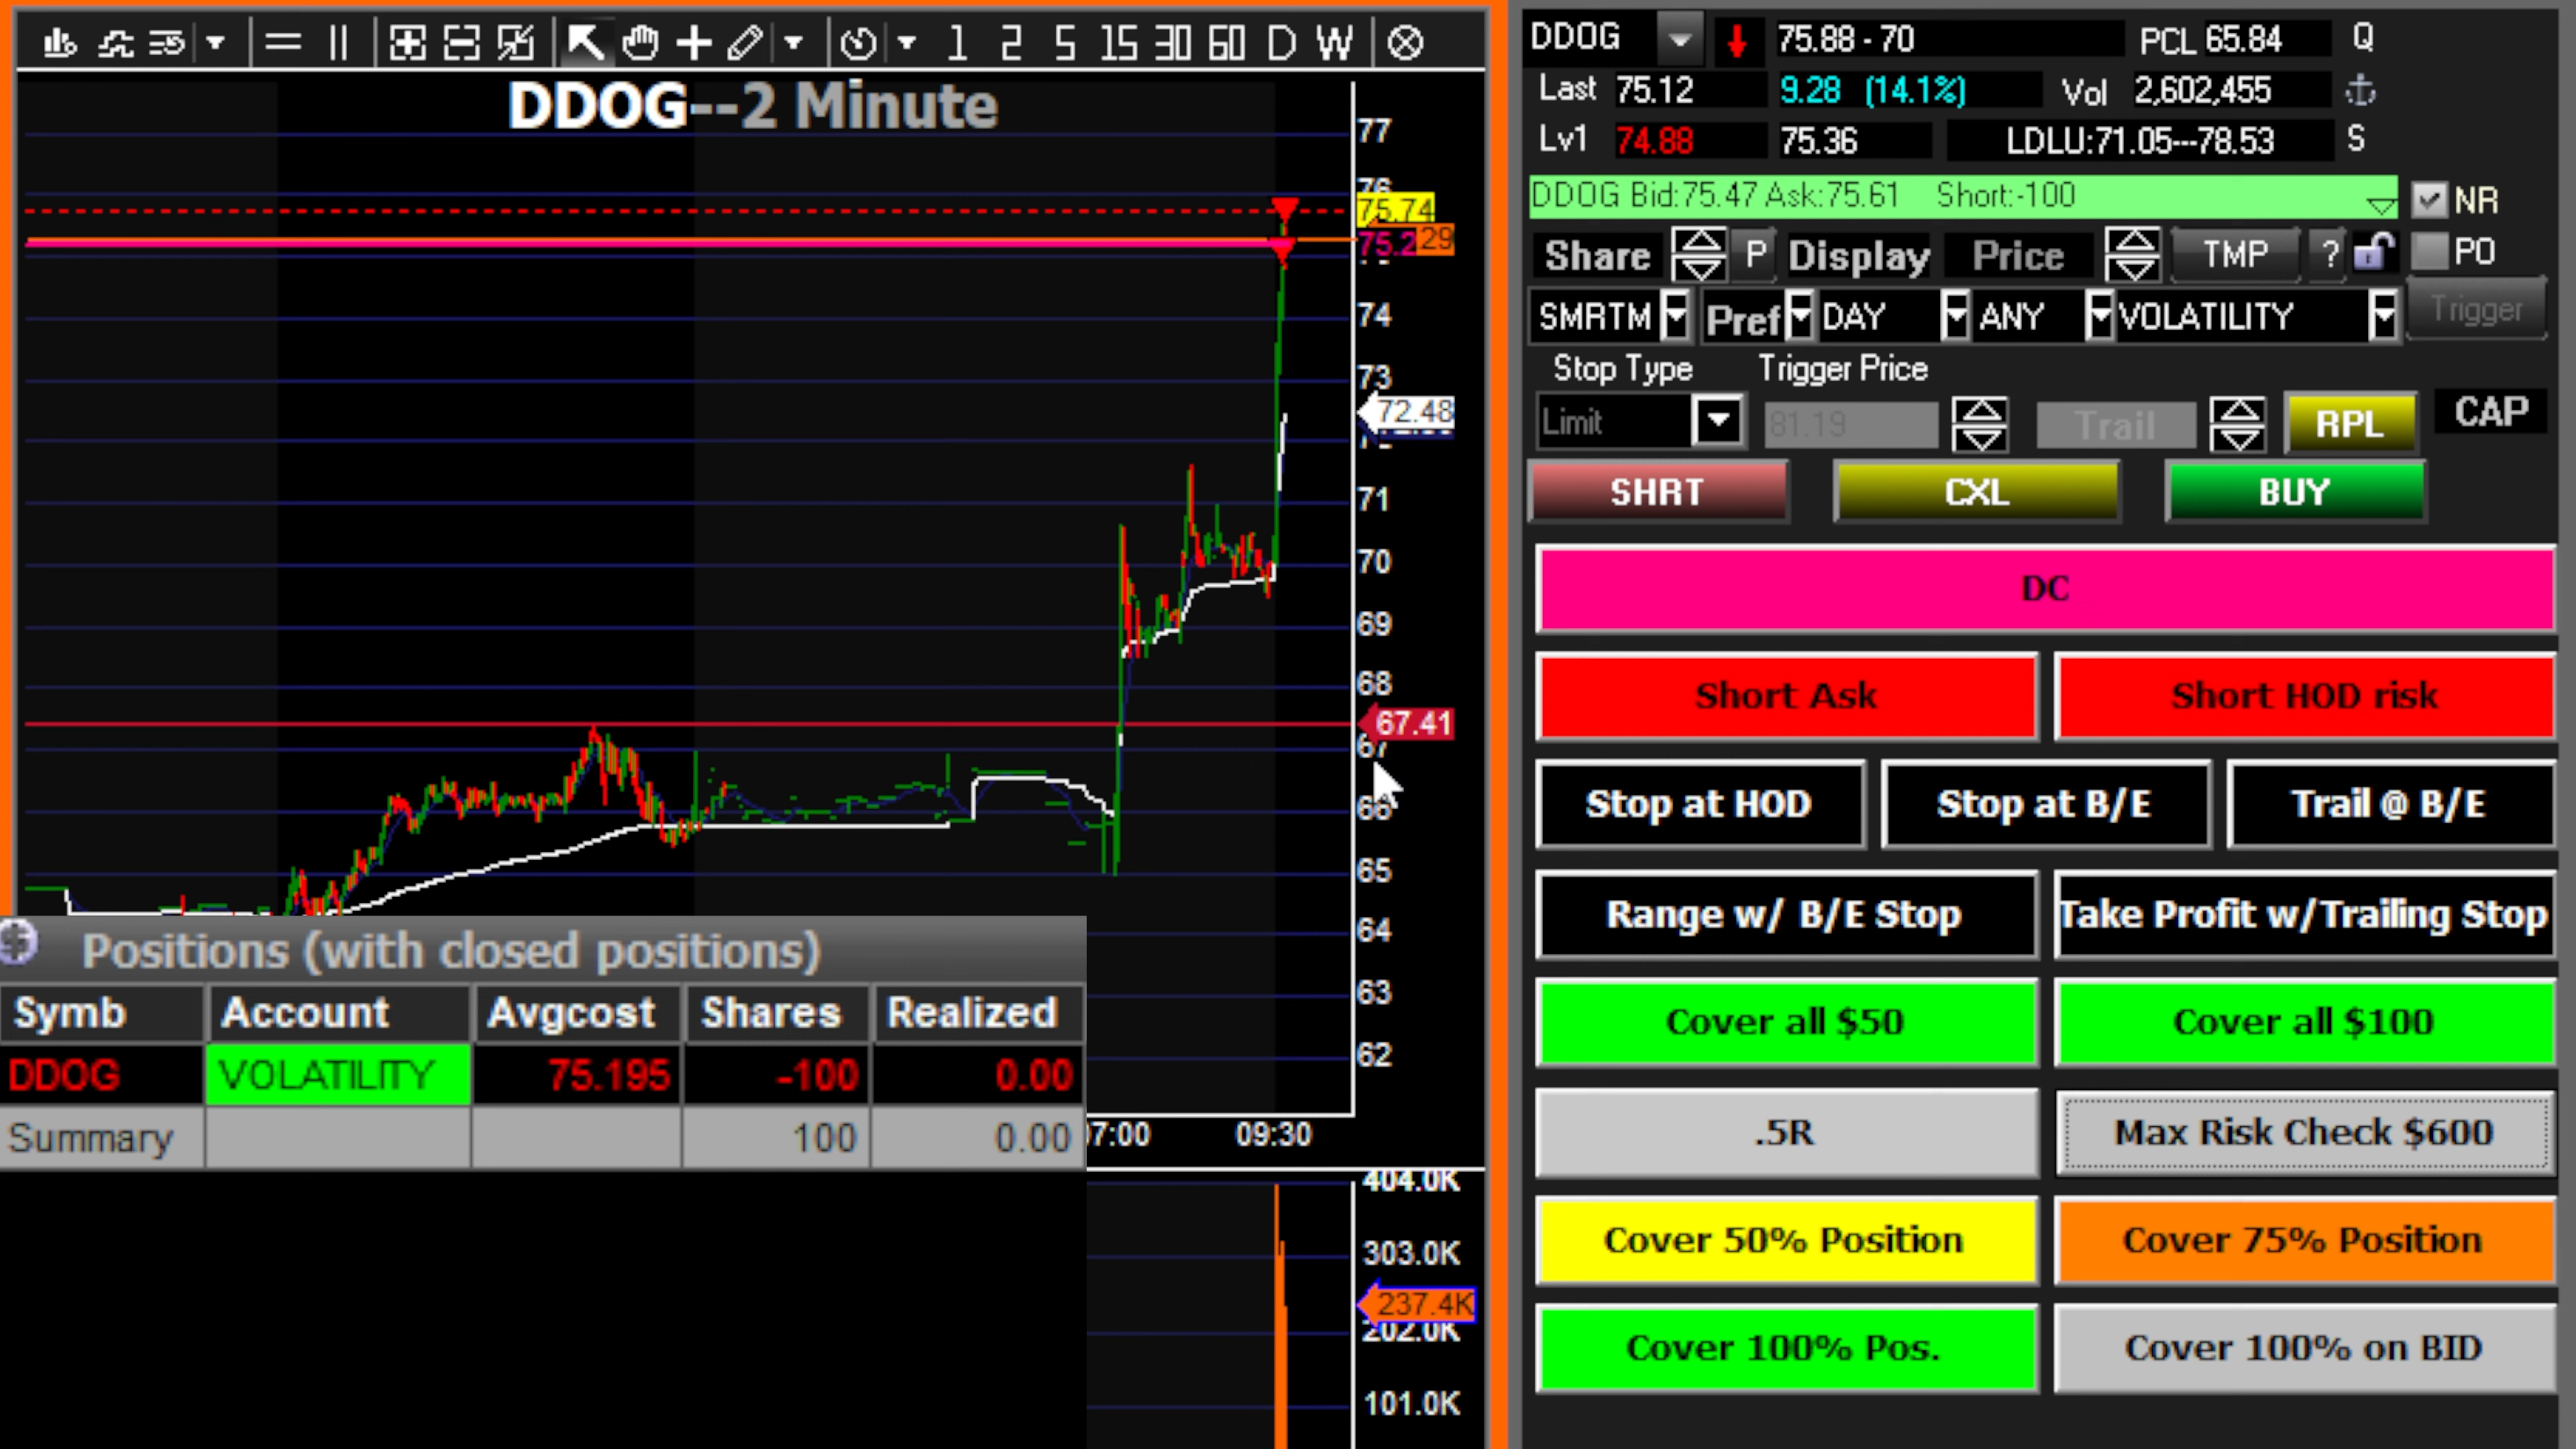 1 2 5 15 30 60 D W
DDOG--2 Minute
77
76
75.74
75.2 29
74
73
72.48
71
70
69
68
67.41
67
66
65
64
63
62
Positions (with closed positions)
Symb Account Avgcost Shares Realized
DDOG VOLATILITY 75.195 -100 0.00
Summary 100 0.00
07:00 09:30
404.0K
303.0K
237.4K
202.0K
101.0K
DDOG 75.88 - 70 PCL 65.84 Q
Last 75.12 9.28 (14.1%) Vol 2,602,455
Lv1 74.88 75.36 LDLU:71.05---78.53 S
DDOG Bid:75.47 Ask:75.61 Short:-100 NR
Share P Display Price TMP ? PO
SMRTM Pref DAY ANY VOLATILITY Trigger
Stop Type Trigger Price
Limit 81.19 Trail RPL CAP
SHRT CXL BUY
DC
Short Ask Short HOD risk
Stop at HOD Stop at B/E Trail @ B/E
Range w/ B/E Stop Take Profit w/Trailing Stop
Cover all $50 Cover all $100
.5R Max Risk Check $600
Cover 50% Position Cover 75% Position
Cover 100% Pos. Cover 100% on BID